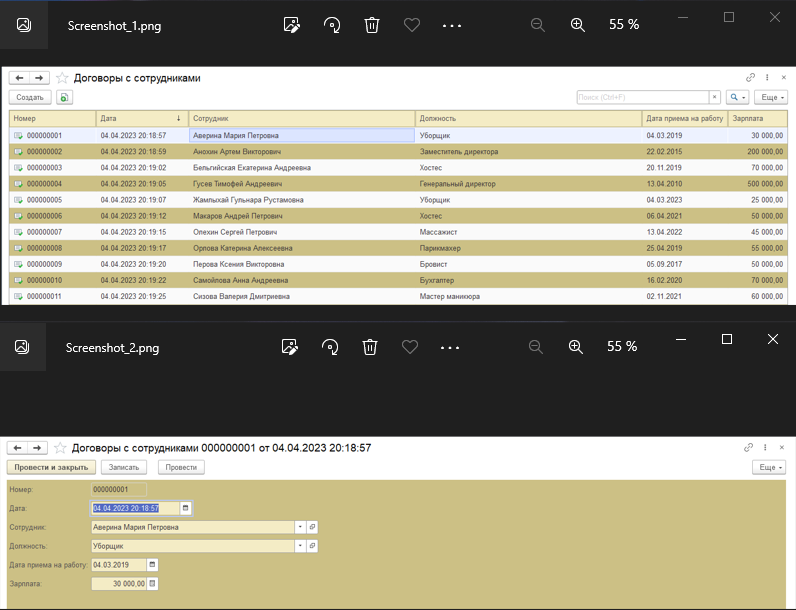 Screenshot_1.png
55 %
Договоры с сотрудниками
Создать
Поиск (Ctrl+F)
Еще
Номер Дата Сотрудник Должность Дата приема на работу Зарплата
000000001 04.04.2023 20:18:57 Аверина Мария Петровна Уборщик 04.03.2019 30 000,00
000000002 04.04.2023 20:18:59 Анохин Артем Викторович Заместитель директора 22.02.2015 200 000,00
000000003 04.04.2023 20:19:02 Бельгийская Екатерина Андреевна Хостес 20.11.2019 70 000,00
000000004 04.04.2023 20:19:05 Гусев Тимофей Андреевич Генеральный директор 13.04.2010 500 000,00
000000005 04.04.2023 20:19:07 Жамлыхай Гульнара Рустамовна Уборщик 04.03.2023 25 000,00
000000006 04.04.2023 20:19:12 Макаров Андрей Петрович Хостес 06.04.2021 50 000,00
000000007 04.04.2023 20:19:15 Олехин Сергей Петрович Массажист 13.04.2022 45 000,00
000000008 04.04.2023 20:19:17 Орлова Катерина Алексеевна Парикмахер 25.04.2019 55 000,00
000000009 04.04.2023 20:19:20 Перова Ксения Викторовна Бровист 05.09.2017 50 000,00
000000010 04.04.2023 20:19:22 Самойлова Анна Андреевна Бухгалтер 16.02.2020 70 000,00
000000011 04.04.2023 20:19:25 Сизова Валерия Дмитриевна Мастер маникюра 02.11.2021 60 000,00
Screenshot_2.png
55 %
Договоры с сотрудниками 000000001 от 04.04.2023 20:18:57
Провести и закрыть Записать Провести Еще
Номер: 000000001
Дата: 04.04.2023 20:18:57
Сотрудник: Аверина Мария Петровна
Должность: Уборщик
Дата приема на работу: 04.03.2019
Зарплата: 30 000,00